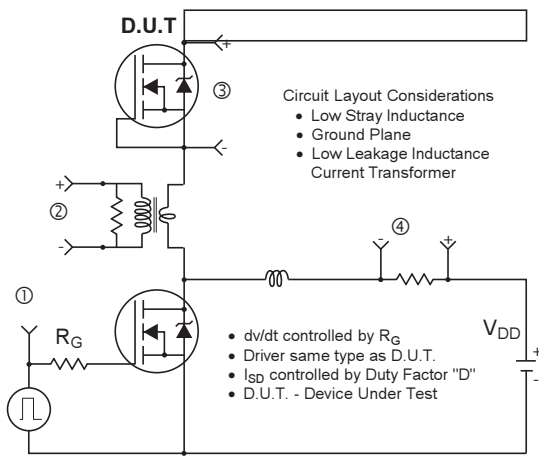 D.U.T
+
③
-
Circuit Layout Considerations
• Low Stray Inductance
• Ground Plane
• Low Leakage Inductance
Current Transformer
+
②
-
④
-
+
①
RG
VDD
+
-
• dv/dt controlled by RG
• Driver same type as D.U.T.
• ISD controlled by Duty Factor "D"
• D.U.T. - Device Under Test